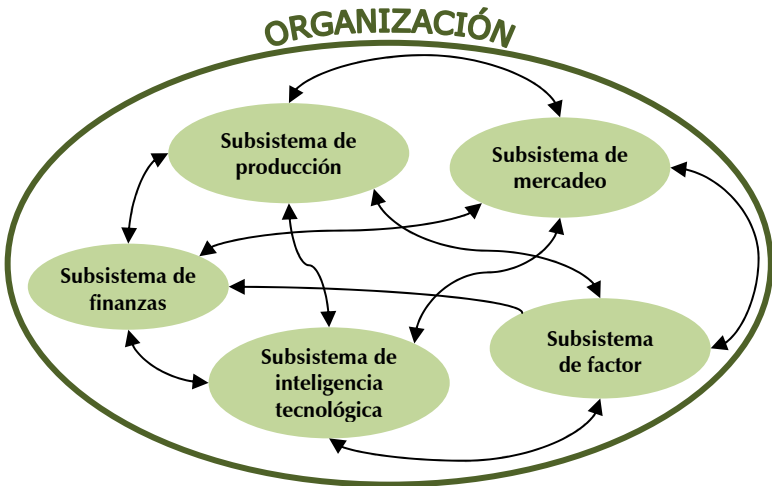 ORGANIZACIÓN
Subsistema de
producción
Subsistema de
mercadeo
Subsistema de
finanzas
Subsistema
de factor
Subsistema de
inteligencia
tecnológica